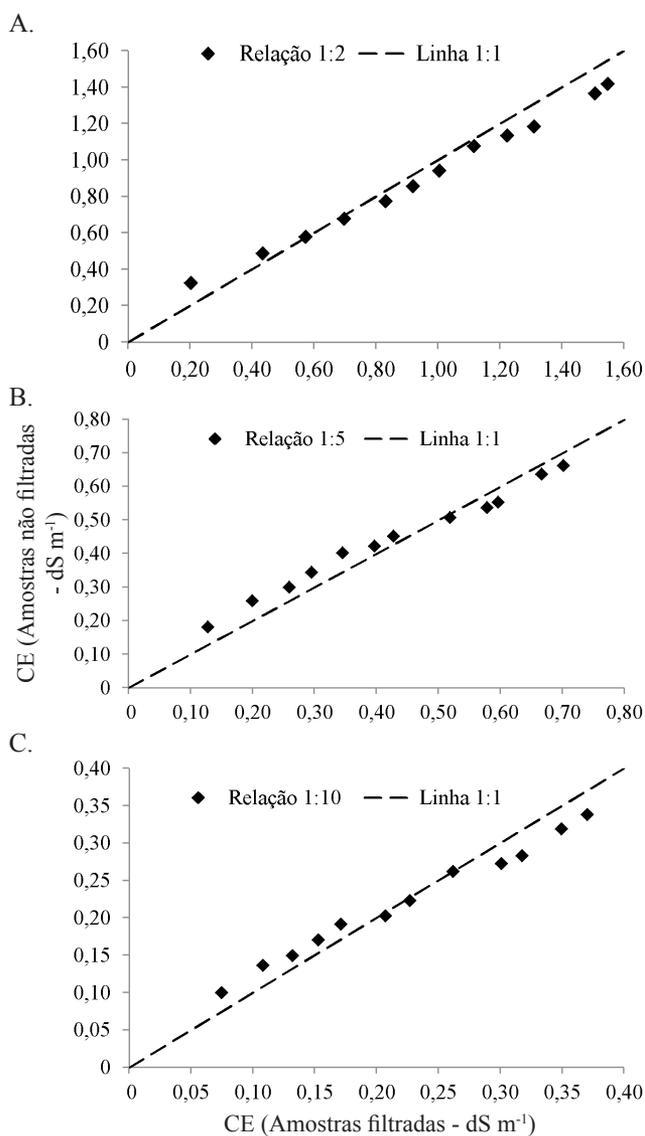 A.
1,60
1,40
1,20
1,00
0,80
0,60
0,40
0,20
0
Relação 1:2 Linha 1:1
0 0,20 0,40 0,60 0,80 1,00 1,20 1,40 1,60
B.
CE (Amostras não filtradas
- dS m⁻¹)
0,80
0,70
0,60
0,50
0,40
0,30
0,20
0,10
0
Relação 1:5 Linha 1:1
0 0,10 0,20 0,30 0,40 0,50 0,60 0,70 0,80
C.
0,40
0,35
0,30
0,25
0,20
0,15
0,10
0,05
0
Relação 1:10 Linha 1:1
0 0,05 0,10 0,15 0,20 0,25 0,30 0,35 0,40
CE (Amostras filtradas - dS m⁻¹)